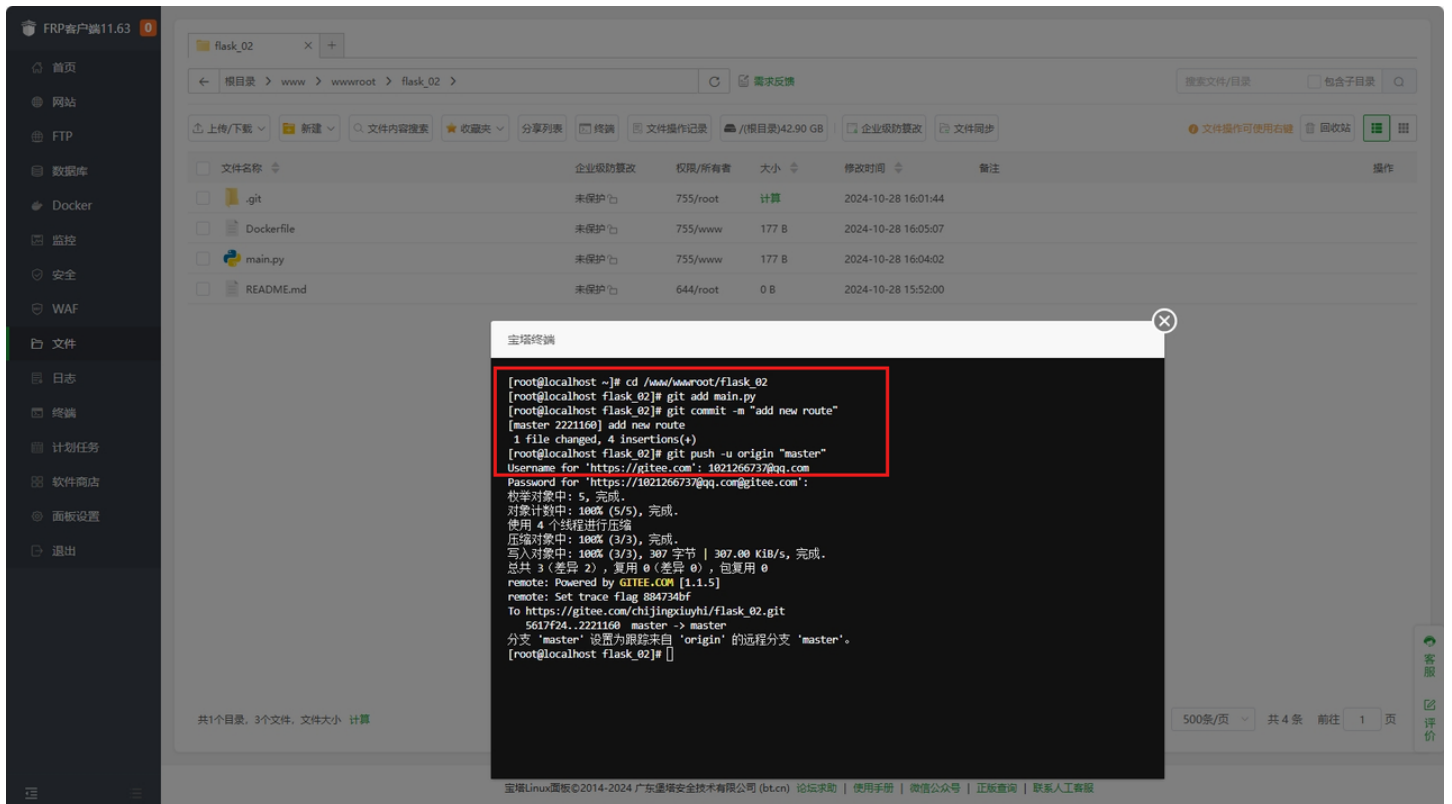 FRP客户端11.63 0
首页
网站
FTP
数据库
Docker
监控
安全
WAF
文件
日志
终端
计划任务
软件商店
面板设置
退出
flask_02
根目录 > www > wwwroot > flask_02 >
需求反馈
搜索文件/目录 包含子目录
上传/下载 新建 文件内容搜索 收藏夹 分享列表 终端 文件操作记录 /(根目录)42.90 GB 企业级防篡改 文件同步 文件操作可使用右键 回收站
文件名称 企业级防篡改 权限/所有者 大小 修改时间 备注 操作
.git 未保护 755/root 计算 2024-10-28 16:01:44
Dockerfile 未保护 755/www 177 B 2024-10-28 16:05:07
main.py 未保护 755/www 177 B 2024-10-28 16:04:02
README.md 未保护 644/root 0 B 2024-10-28 15:52:00
宝塔终端
[root@localhost ~]# cd /www/wwwroot/flask_02
[root@localhost flask_02]# git add main.py
[root@localhost flask_02]# git commit -m "add new route"
[master 2221160] add new route
1 file changed, 4 insertions(+)
[root@localhost flask_02]# git push -u origin "master"
Username for 'https://gitee.com': 1021266737@qq.com
Password for 'https://1021266737@qq.com@gitee.com':
枚举对象中: 5, 完成.
对象计数中: 100% (5/5), 完成.
使用 4 个线程进行压缩
压缩对象中: 100% (3/3), 完成.
写入对象中: 100% (3/3), 307 字节 | 307.00 KiB/s, 完成.
总共 3（差异 2），复用 0（差异 0），包复用 0
remote: Powered by GITEE.COM [1.1.5]
remote: Set trace flag 884734bf
To https://gitee.com/chijingxiuyhi/flask_02.git
5617f24..2221160 master -> master
分支 'master' 设置为跟踪来自 'origin' 的远程分支 'master'。
[root@localhost flask_02]#
客服
评价
共1个目录，3个文件，文件大小 计算
500条/页 共 4 条 前往 1 页
宝塔Linux面板©2014-2024 广东堡塔安全技术有限公司 (bt.cn) 论坛求助 | 使用手册 | 微信公众号 | 正版查询 | 联系人工客服